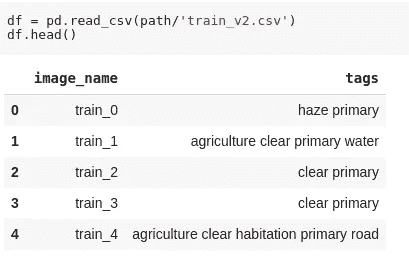 df = pd.read_csv(path/'train_v2.csv')
df.head()
image_name tags
0 train_0 haze primary
1 train_1 agriculture clear primary water
2 train_2 clear primary
3 train_3 clear primary
4 train_4 agriculture clear habitation primary road